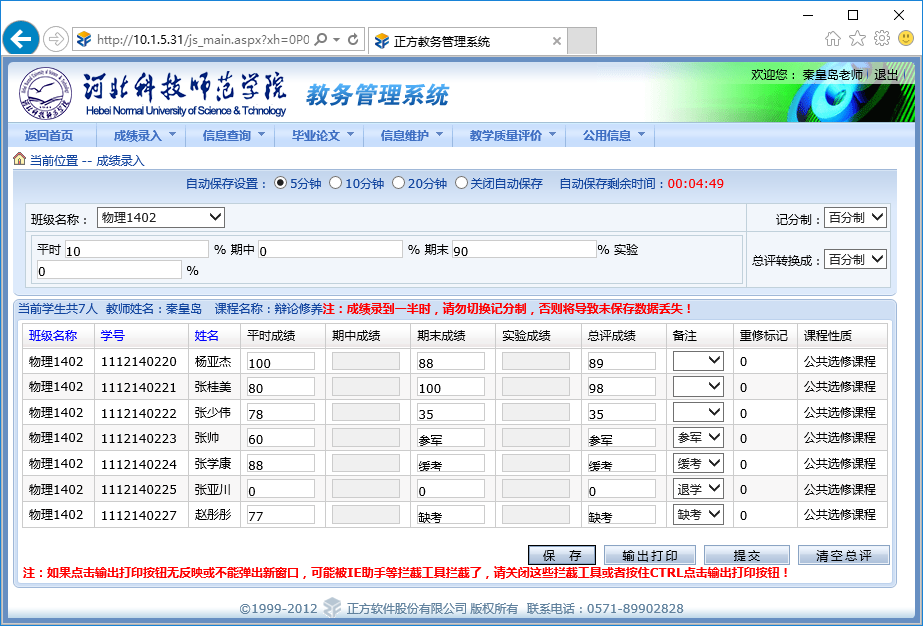 http://10.1.5.31/js_main.aspx?xh=0P0
正方教务管理系统
河北科技师范学院
Hebei Normal University of Science & Tchnology
教务管理系统
欢迎您： 秦皇岛老师 退出
返回首页 成绩录入 信息查询 毕业论文 信息维护 教学质量评价 公用信息
当前位置 -- 成绩录入
自动保存设置： 5分钟 10分钟 20分钟 关闭自动保存 自动保存剩余时间：00:04:49
班级名称： 物理1402 记分制： 百分制
平时 10 % 期中 0 % 期末 90 % 实验
0 %
总评转换成： 百分制
当前学生共7人 教师姓名：秦皇岛 课程名称：辩论修养注：成绩录到一半时，请勿切换记分制，否则将导致未保存数据丢失！
班级名称 学号 姓名 平时成绩 期中成绩 期末成绩 实验成绩 总评成绩 备注 重修标记 课程性质
物理1402 1112140220 杨亚杰 100 88 89 0 公共选修课程
物理1402 1112140221 张桂美 80 100 98 0 公共选修课程
物理1402 1112140222 张少伟 78 35 35 0 公共选修课程
物理1402 1112140223 张帅 60 参军 参军 参军 0 公共选修课程
物理1402 1112140224 张学康 88 缓考 缓考 缓考 0 公共选修课程
物理1402 1112140225 张亚川 0 0 0 退学 0 公共选修课程
物理1402 1112140227 赵彤彤 77 缺考 缺考 缺考 0 公共选修课程
保 存 输出打印 提交 清空总评
注：如果点击输出打印按钮无反映或不能弹出新窗口，可能被IE助手等拦截工具拦截了，请关闭这些拦截工具或者按住CTRL点击输出打印按钮！
©1999-2012 正方软件股份有限公司 版权所有 联系电话：0571-89902828